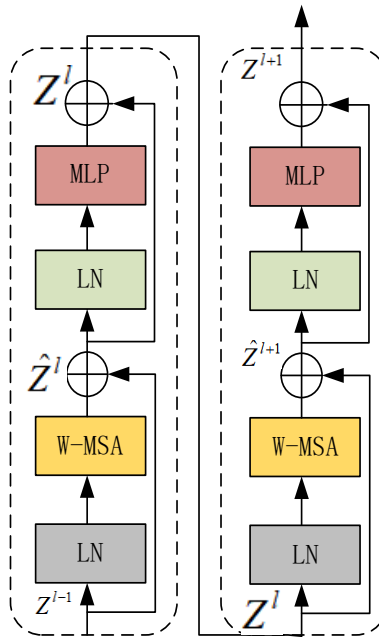 Z^l
MLP
LN
Ẑ^l
W-MSA
LN
Z^{l-1}
Z^{l+1}
MLP
LN
Ẑ^{l+1}
W-MSA
LN
Z^l